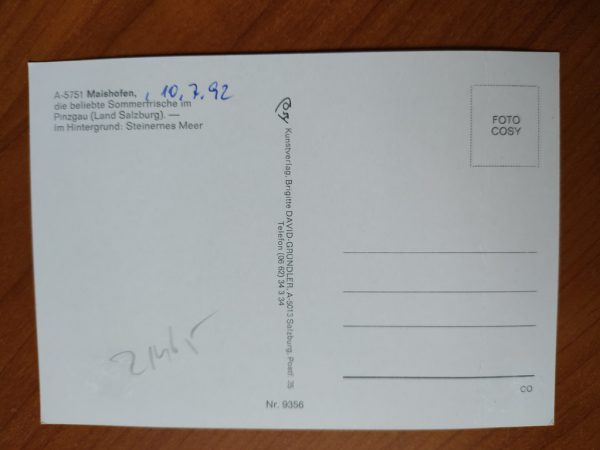 A-5751 Maishofen, , 10.7.92
die beliebte Sommerfrische im
Pinzgau (Land Salzburg). —
Im Hintergrund: Steinernes Meer
Cosy Kunstverlag, Brigitte DAVID-GRÜNDLER, A-5013 Salzburg, Postf. 35
Telefon (06 62) 34 3 34
FOTO
COSY
CO
Nr. 9356